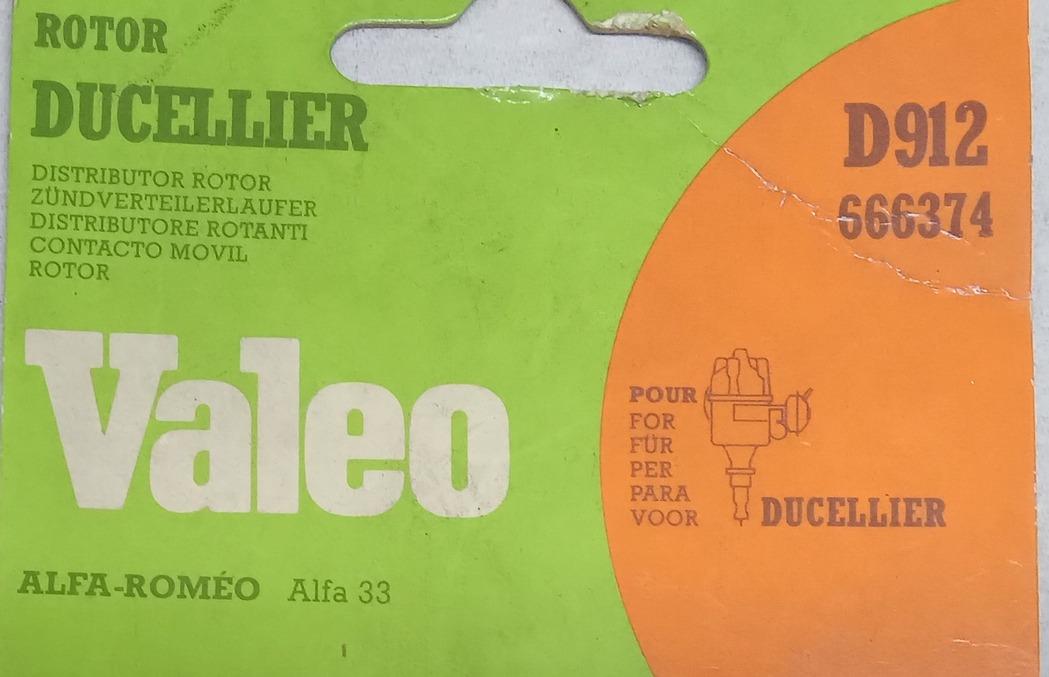 ROTOR
DUCELLIER
DISTRIBUTOR ROTOR
ZÜNDVERTEILERLAUFER
DISTRIBUTORE ROTANTI
CONTACTO MOVIL
ROTOR
Valeo
ALFA-ROMÉO Alfa 33
D912
666374
POUR
FOR
FÜR
PER
PARA
VOOR
DUCELLIER